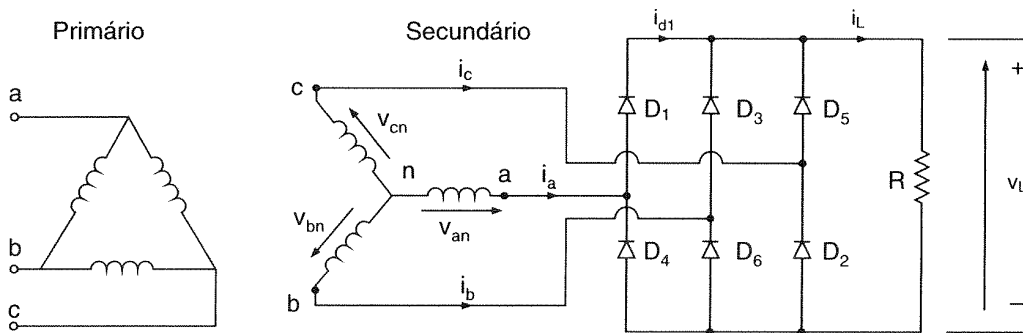 Primário
Secundário
a
b
c
c
i_c
v_cn
n
a
i_a
v_bn
v_an
b
i_b
i_d1
i_L
D_1
D_3
D_5
D_4
D_6
D_2
R
+
v_L
−